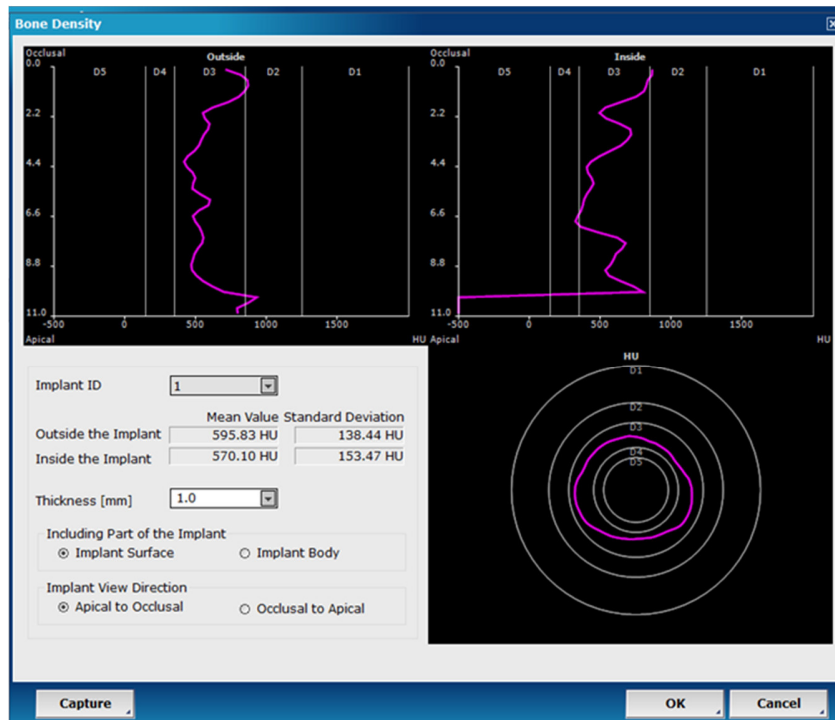 Bone Density
Occlusal Outside
0.0 D5 D4 D3 D2 D1
2.2
4.4
6.6
8.8
11.0
-500 0 500 1000 1500
Apical HU
Occlusal Inside
0.0 D5 D4 D3 D2 D1
2.2
4.4
6.6
8.8
11.0
-500 0 500 1000 1500
Apical HU
Implant ID 1
Mean Value Standard Deviation
Outside the Implant 595.83 HU 138.44 HU
Inside the Implant 570.10 HU 153.47 HU
Thickness [mm] 1.0
Including Part of the Implant
Implant Surface Implant Body
Implant View Direction
Apical to Occlusal Occlusal to Apical
HU
D1
D2
D3
D4
D5
Capture OK Cancel